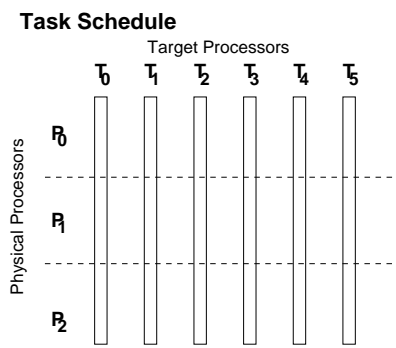 Task Schedule
Target Processors
T0 T1 T2 T3 T4 T5
Physical Processors
P0
P1
P2